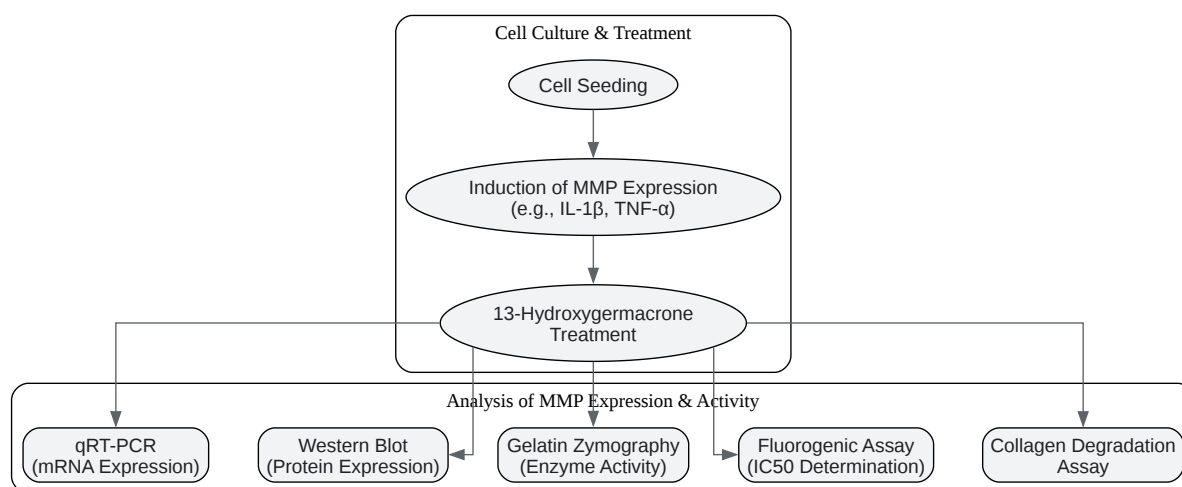 Cell Culture & Treatment
Cell Seeding
Induction of MMP Expression
(e.g., IL-1β, TNF-α)
13-Hydroxygermacrone
Treatment
Analysis of MMP Expression & Activity
qRT-PCR
(mRNA Expression)
Western Blot
(Protein Expression)
Gelatin Zymography
(Enzyme Activity)
Fluorogenic Assay
(IC50 Determination)
Collagen Degradation
Assay